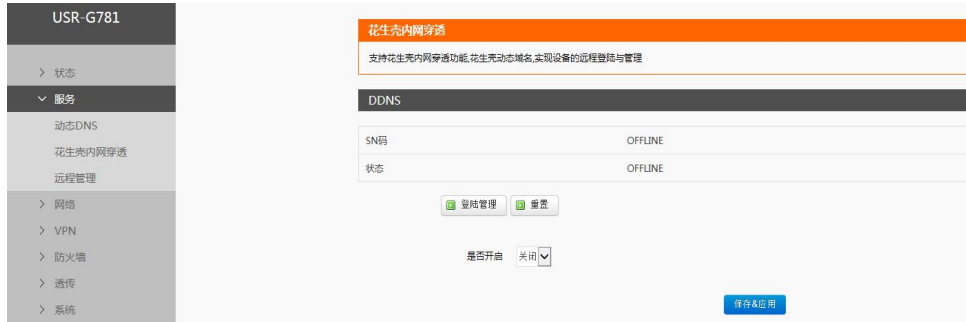 USR-G781
状态
服务
动态DNS
花生壳内网穿透
远程管理
网络
VPN
防火墙
透传
系统
花生壳内网穿透
支持花生壳内网穿透功能,花生壳动态域名,实现设备的远程登陆与管理
DDNS
SN码 OFFLINE
状态 OFFLINE
登陆管理 重置
是否开启 关闭
保存&应用